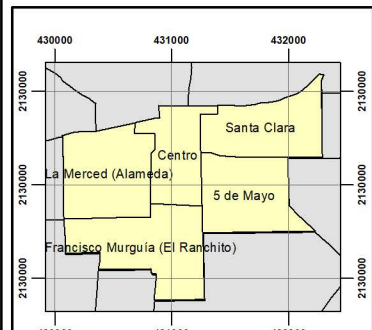 430000 431000 432000
2130000 2130000
Santa Clara
Centro
La Merced (Alameda)
2130000 2130000
5 de Mayo
Francisco Murguía (El Ranchito)
2130000 2130000